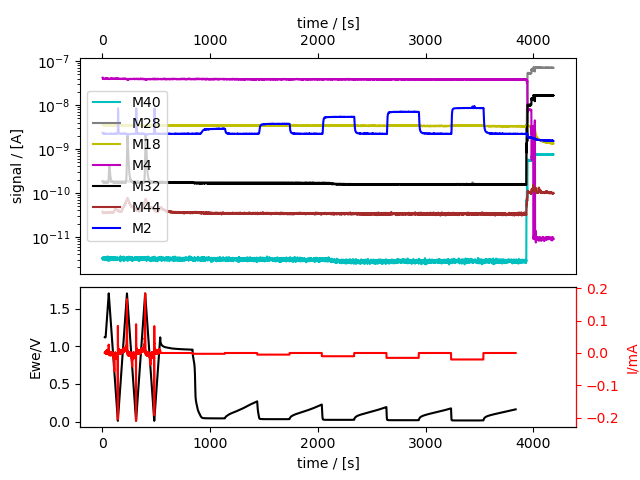 time / [s]
0 1000 2000 3000 4000
10⁻⁷
10⁻⁸
10⁻⁹
10⁻¹⁰
10⁻¹¹
signal / [A]
M40
M28
M18
M4
M32
M44
M2
1.5
1.0
0.5
0.0
Ewe/V
0.2
0.1
0.0
−0.1
−0.2
I/mA
0 1000 2000 3000 4000
time / [s]